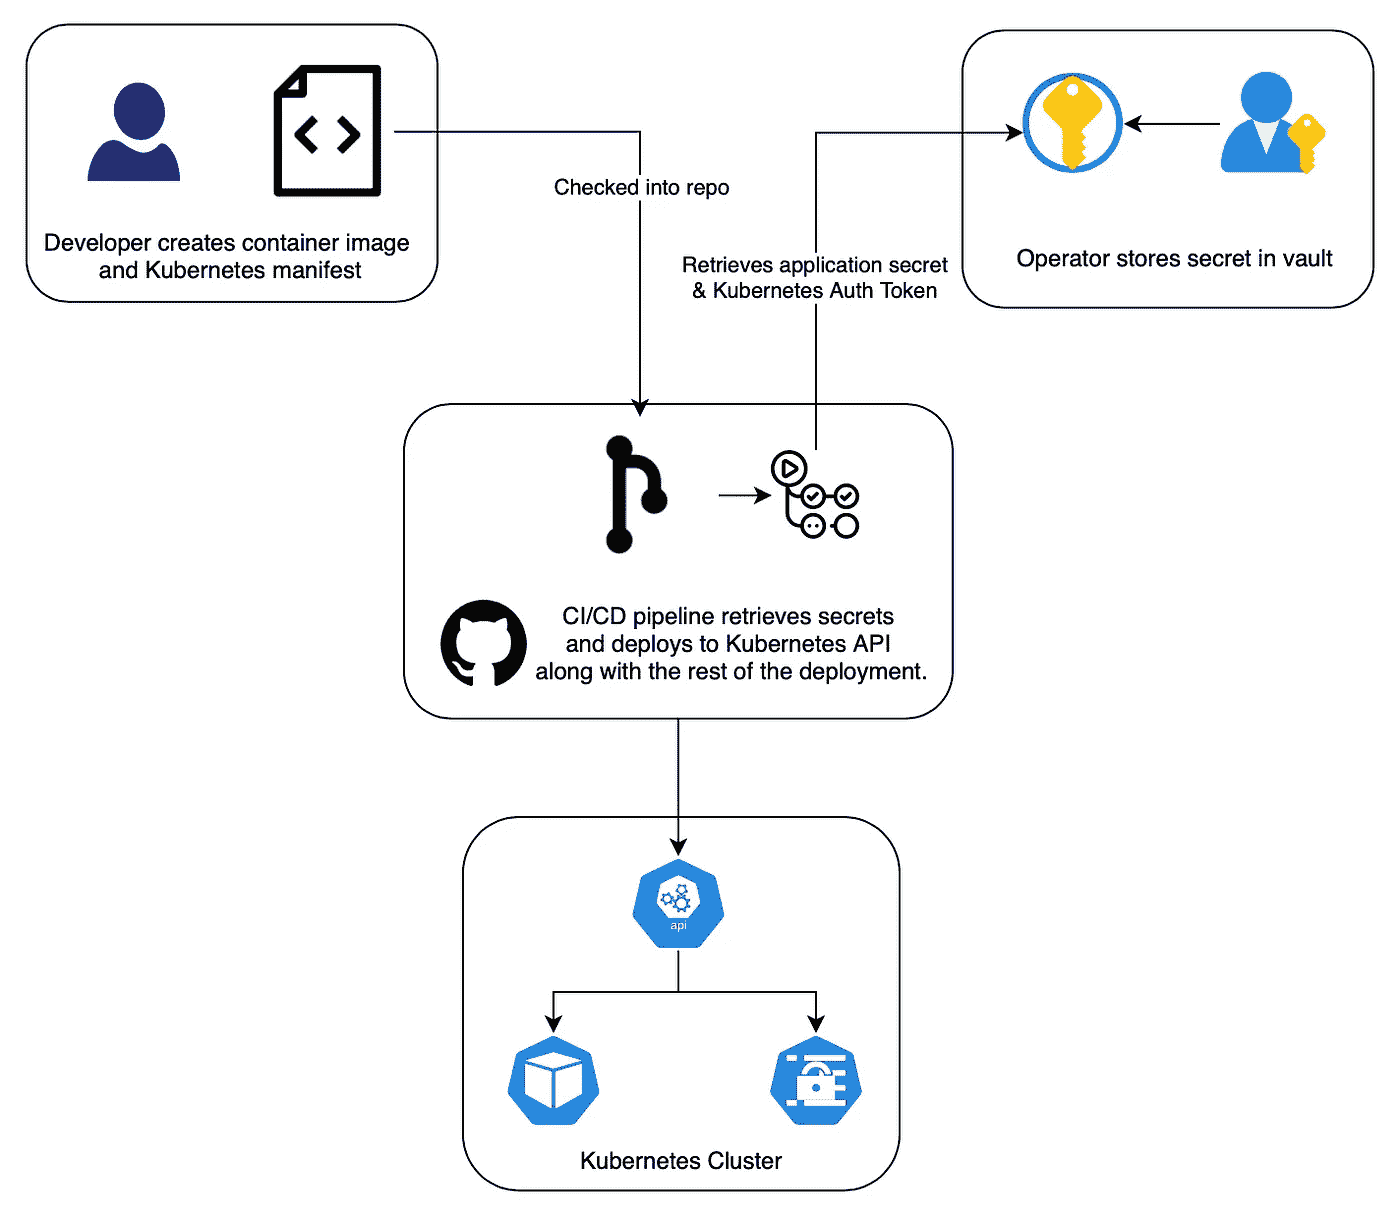 Developer creates container image
and Kubernetes manifest
Checked into repo
Operator stores secret in vault
Retrieves application secret
& Kubernetes Auth Token
CI/CD pipeline retrieves secrets
and deploys to Kubernetes API
along with the rest of the deployment.
api
Kubernetes Cluster